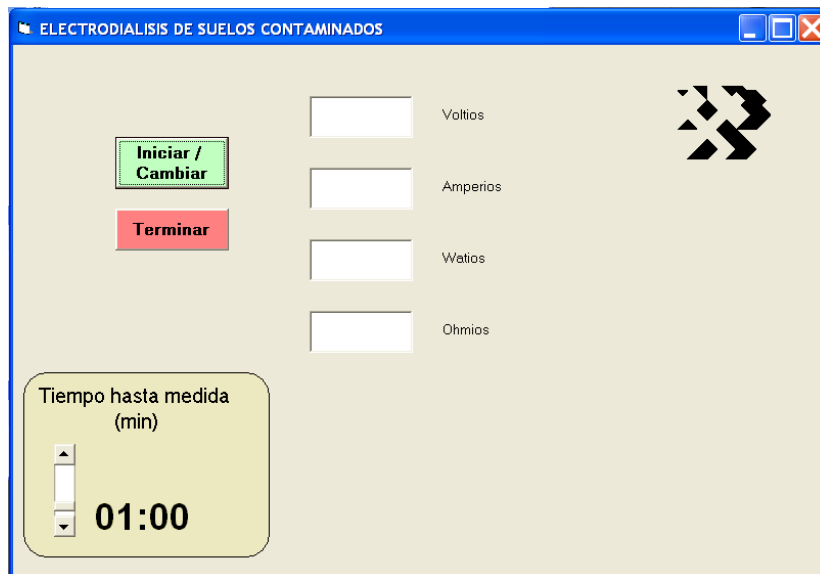 ELECTRODIALISIS DE SUELOS CONTAMINADOS
Voltios
Iniciar /
Cambiar
Amperios
Terminar
Watios
Ohmios
Tiempo hasta medida
(min)
01:00